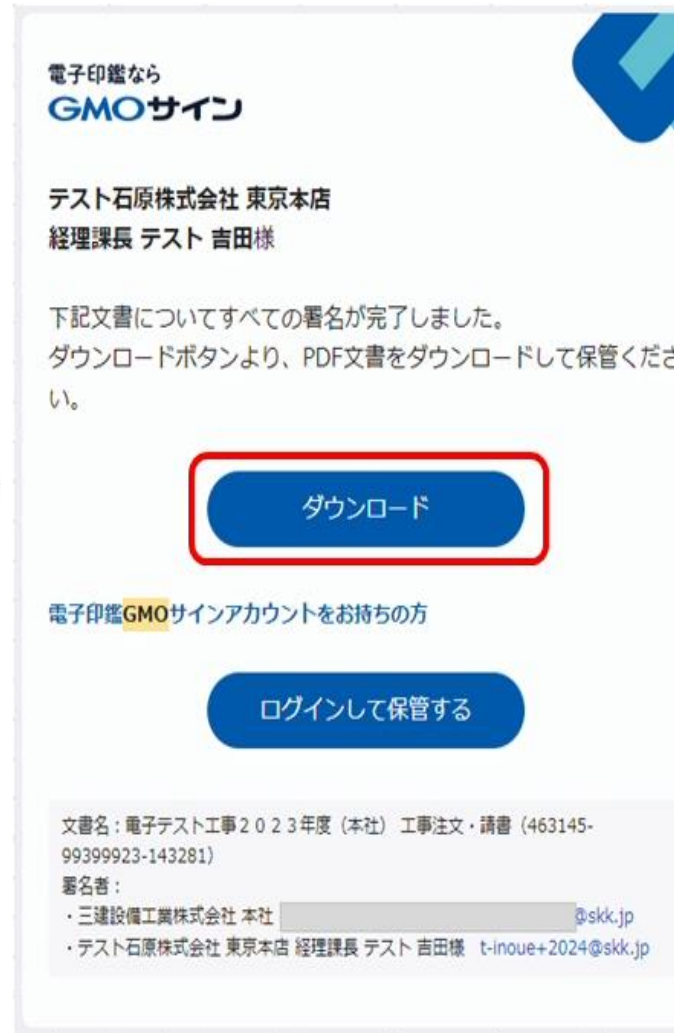 電子印鑑なら
GMOサイン
テスト石原株式会社 東京本店
経理課長 テスト 吉田様
下記文書についてすべての署名が完了しました。
ダウンロードボタンより、PDF文書をダウンロードして保管くださ
い。
ダウンロード
電子印鑑GMOサインアカウントをお持ちの方
ログインして保管する
文書名：電子テスト工事２０２３年度（本社） 工事注文・請書（463145-
99399923-143281）
署名者：
・三建設備工業株式会社 本社 @skk.jp
・テスト石原株式会社 東京本店 経理課長 テスト 吉田様 t-inoue+2024@skk.jp